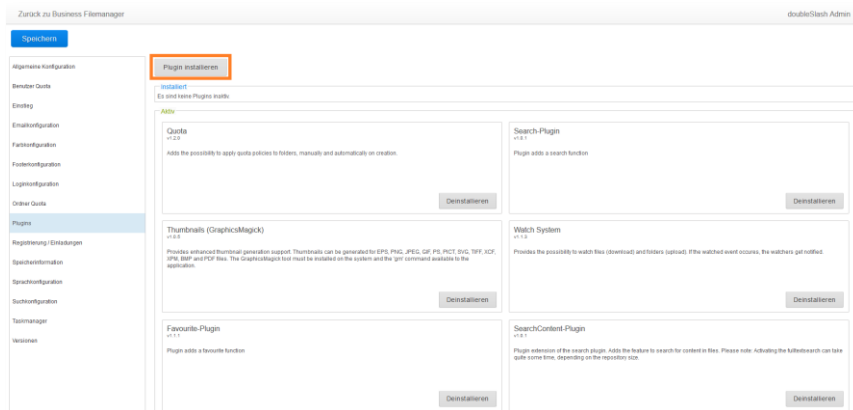 Zurück zu Business Filemanager
doubleSlash Admin
Speichern
Allgemeine Konfiguration
Benutzer Quota
Einstieg
Emailkonfiguration
Farbkonfiguration
Footerkonfiguration
Loginkonfiguration
Ordner Quota
Plugins
Registrierung / Einladungen
Speicherinformation
Sprachkonfiguration
Suchkonfiguration
Taskmanager
Versionen
Plugin installieren
Installiert
Es sind keine Plugins inaktiv.
Aktiv
Quota
v1.2.0
Adds the possibility to apply quota policies to folders, manually and automatically on creation.
Deinstallieren
Search-Plugin
Plugin adds a search function
Deinstallieren
Thumbnails (GraphicsMagick)
Provides enhanced thumbnail generation support. Thumbnails can be generated for EPS, PNG, JPEG, GIF, PS, PICT, SVG, TIFF, XCF,
XPM, BMP and PDF files. The GraphicsMagick tool must be installed on the system and the 'gm' command available to the
application.
Deinstallieren
Watch System
Provides the possibility to watch files (download) and folders (upload). If the watched event occures, the watchers get notified.
Deinstallieren
Favourite-Plugin
v1.1.1
Plugin adds a favourite function
Deinstallieren
SearchContent-Plugin
Plugin extension of the search plugin. Adds the feature to search for content in files. Please note: Activating the fulltextsearch can take
quite some time, depending on the repository size.
Deinstallieren